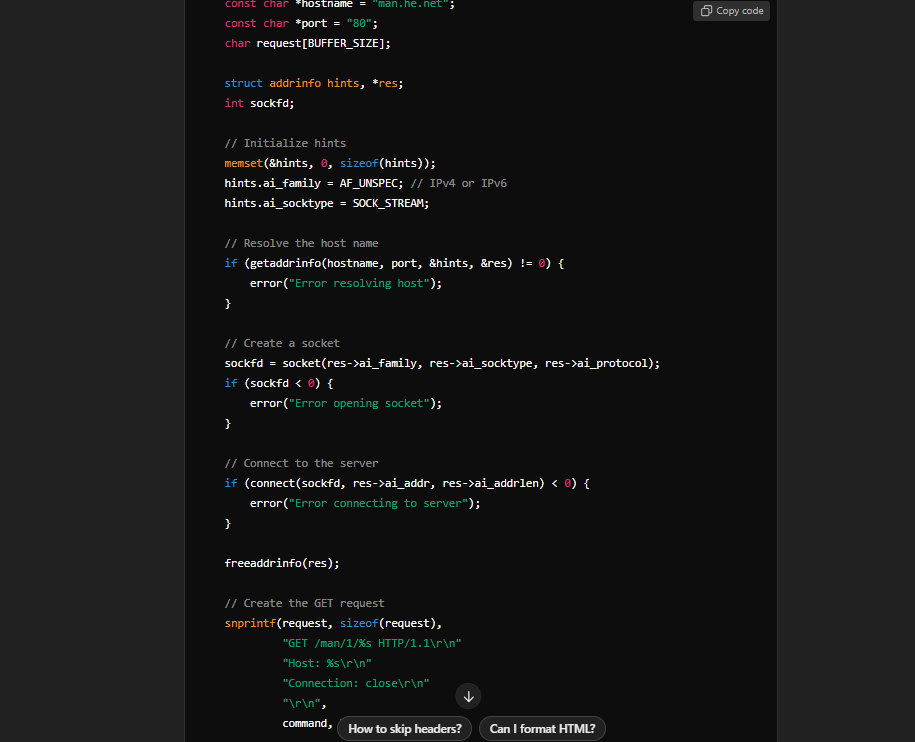 const char *hostname = "man.he.net";
Copy code
const char *port = "80";
char request[BUFFER_SIZE];
struct addrinfo hints, *res;
int sockfd;
// Initialize hints
memset(&hints, 0, sizeof(hints));
hints.ai_family = AF_UNSPEC; // IPv4 or IPv6
hints.ai_socktype = SOCK_STREAM;
// Resolve the host name
if (getaddrinfo(hostname, port, &hints, &res) != 0) {
    error("Error resolving host");
}
// Create a socket
sockfd = socket(res->ai_family, res->ai_socktype, res->ai_protocol);
if (sockfd < 0) {
    error("Error opening socket");
}
// Connect to the server
if (connect(sockfd, res->ai_addr, res->ai_addrlen) < 0) {
    error("Error connecting to server");
}
freeaddrinfo(res);
// Create the GET request
snprintf(request, sizeof(request),
         "GET /man/1/%s HTTP/1.1\r\n"
         "Host: %s\r\n"
         "Connection: close\r\n"
         "\r\n",
         command,
How to skip headers?
Can I format HTML?